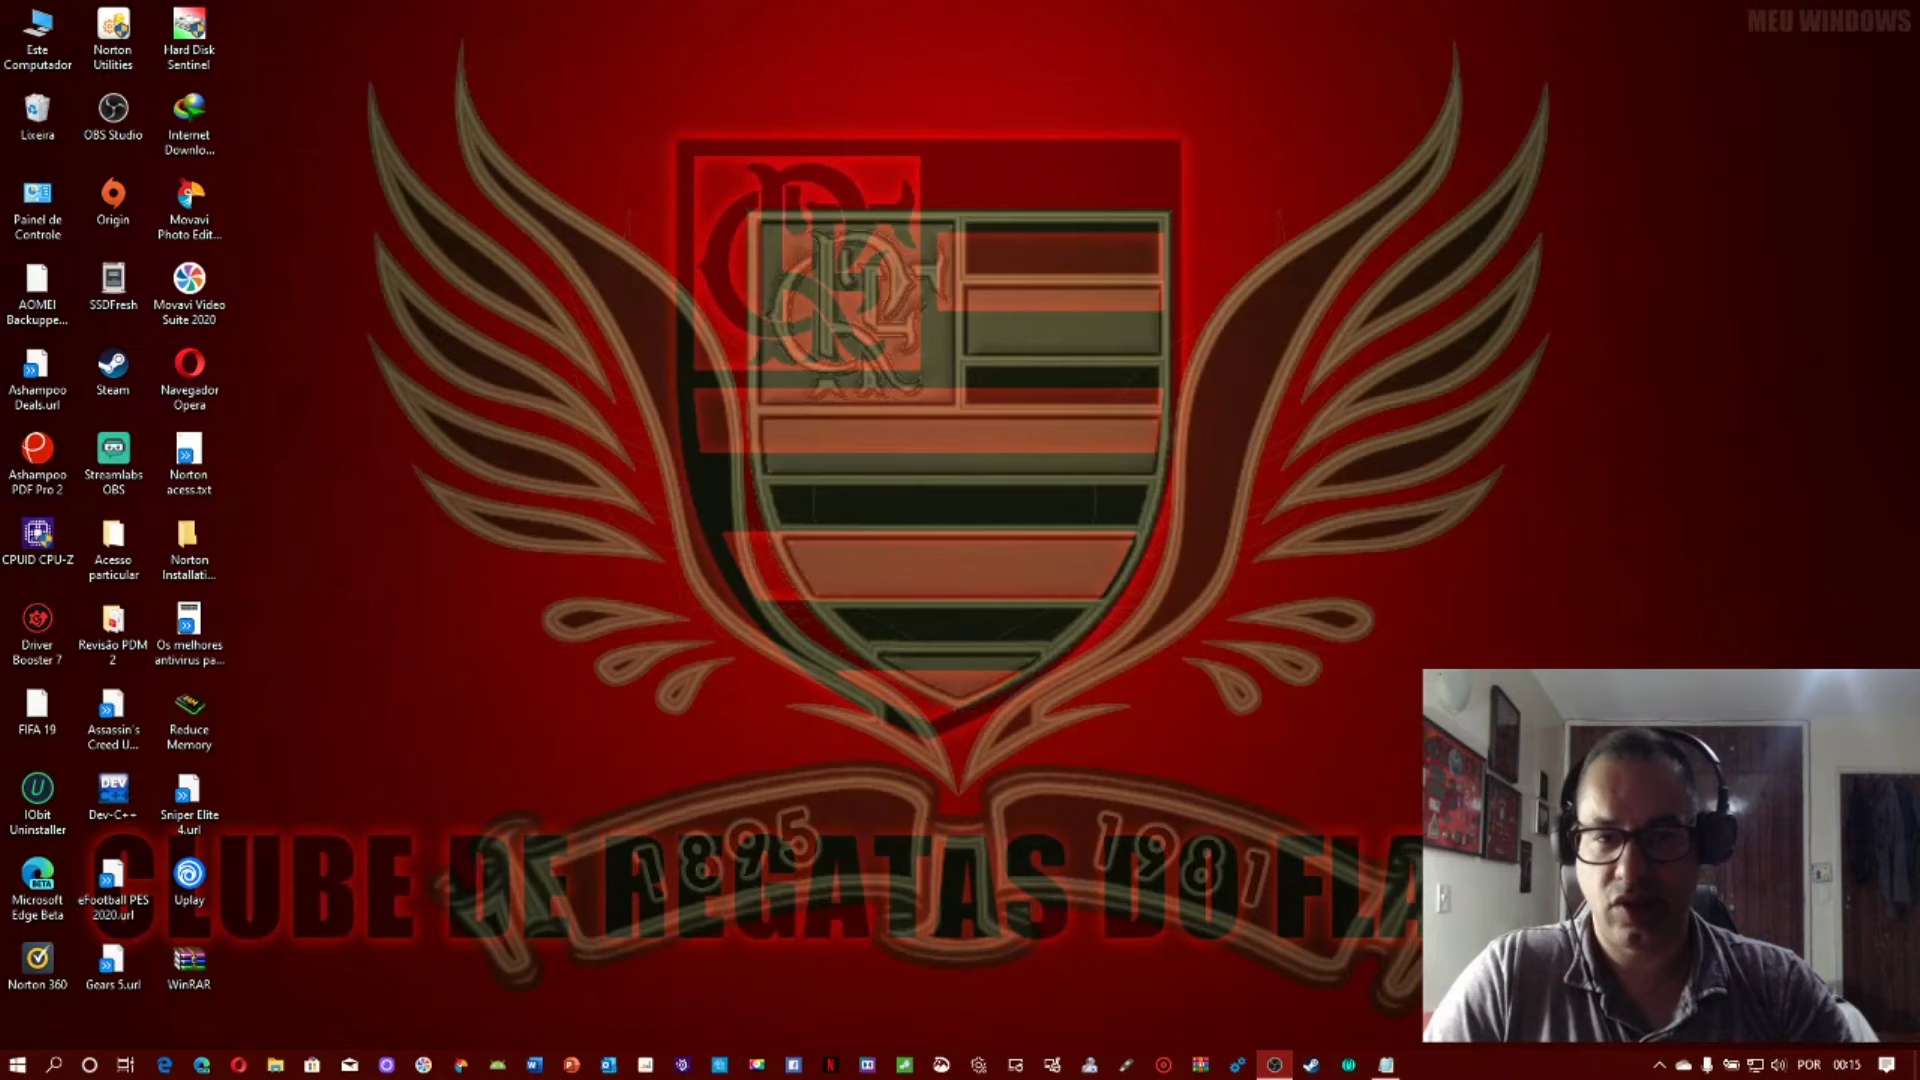 MEU WINDOWS
Este
Computador
Norton
Utilities
Hard Disk
Sentinel
Lixeira
OBS Studio
Internet
Downlo...
Painel de
Controle
Origin
Movavi
Photo Edit...
AOMEI
Backuppe...
SSDFresh
Movavi Video
Suite 2020
Ashampoo
Deals.url
Steam
Navegador
Opera
Ashampoo
PDF Pro 2
Streamlabs
OBS
Norton
acess.txt
CPUID CPU-Z
Acesso
particular
Norton
Installati...
Driver
Booster 7
Revisão PDM
2
Os melhores
antivirus pa...
FIFA 19
Assassin's
Creed U...
Reduce
Memory
IObit
Uninstaller
DEV
Dev-C++
Sniper Elite
4.url
BETA
Microsoft
Edge Beta
eFootball PES
2020.url
Uplay
Norton 360
Gears 5.url
WinRAR
1895
1981
CLUBE DE REGATAS DO FLA
POR
00:15